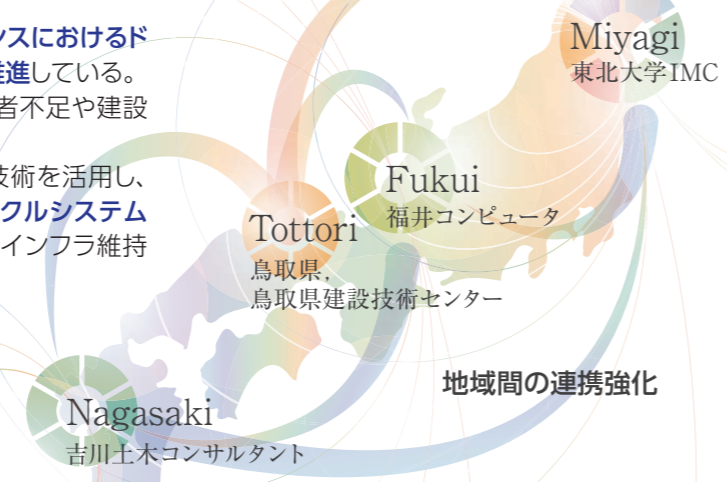 ンスにおけるド
推進している。
者不足や建設
技術を活用し、
クルシステム
インフラ維持
Miyagi
東北大学IMC
Fukui
福井コンピュータ
Tottori
鳥取県,
鳥取県建設技術センター
地域間の連携強化
Nagasaki
吉川土木コンサルタント